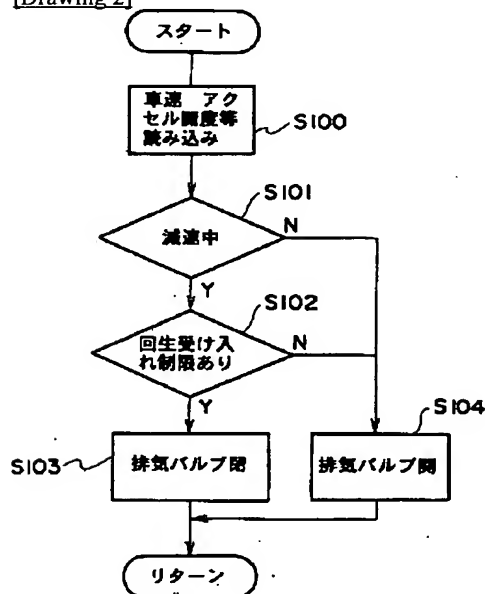 [Drawing 2]
スタート
車速 アク
セル開度等
読み込み
S100
S101
減速中
N
Y
S102
回生受け入
れ制限あり
N
Y
S103
排気バルブ閉
S104
排気バルブ開
リターン